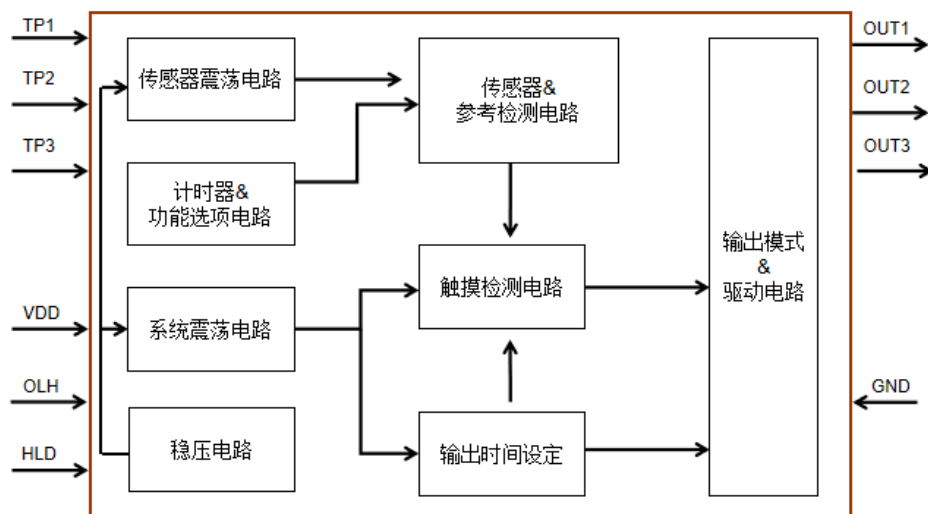 TP1
TP2
TP3
VDD
OLH
HLD
传感器震荡电路
计时器&
功能选项电路
系统震荡电路
稳压电路
传感器&
参考检测电路
触摸检测电路
输出时间设定
输出模式
&
驱动电路
OUT1
OUT2
OUT3
GND